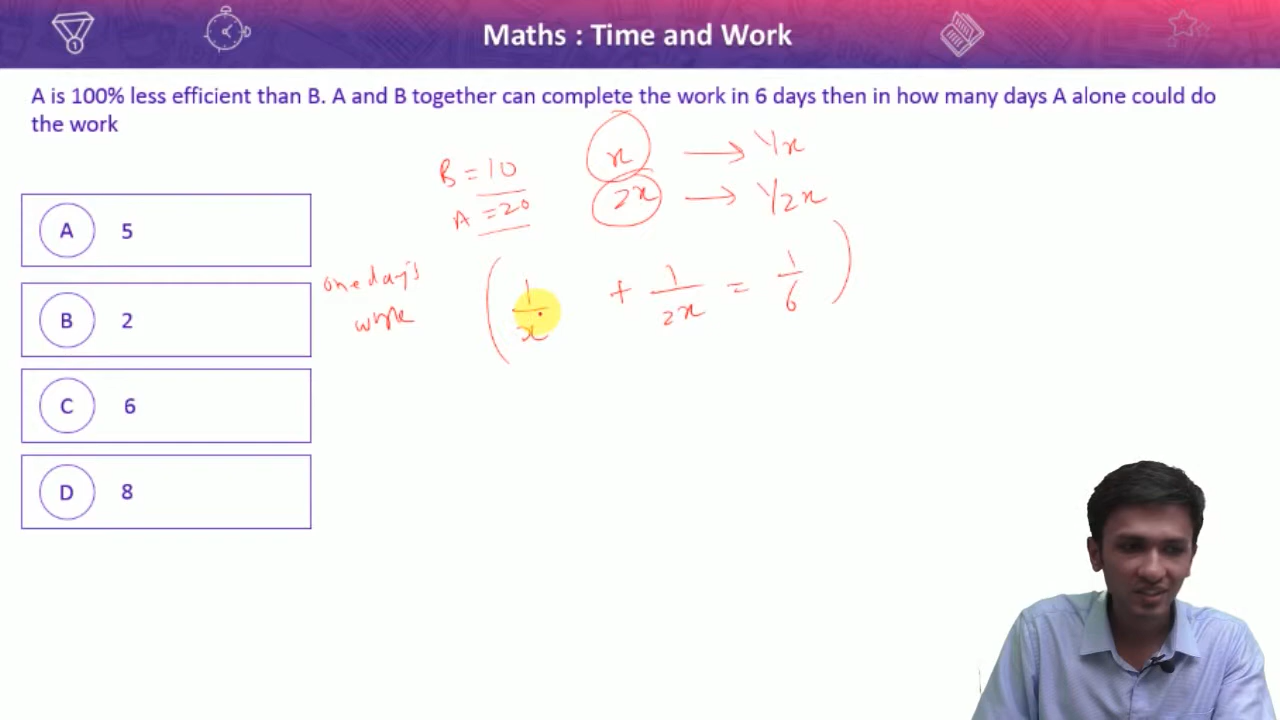 Maths : Time and Work
A is 100% less efficient than B. A and B together can complete the work in 6 days then in how many days A alone could do
the work
B = 10
A = 20
x → 1/x
2x → 1/2x
A 5
B 2
C 6
D 8
one day's
work
( 1/x + 1/2x = 1/6 )